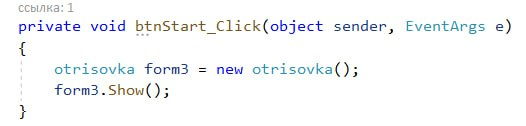 ссылка: 1
private void btnStart_Click(object sender, EventArgs e)
{
otrisovka form3 = new otrisovka();
form3.Show();
}